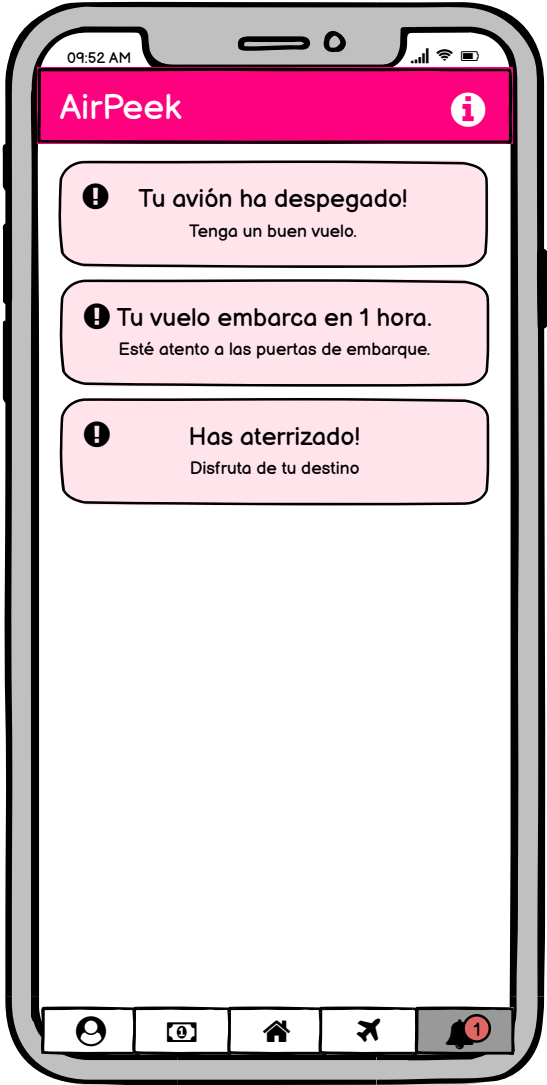 09:52 AM
AirPeek
Tu avión ha despegado!
Tenga un buen vuelo.
Tu vuelo embarca en 1 hora.
Esté atento a las puertas de embarque.
Has aterrizado!
Disfruta de tu destino
1